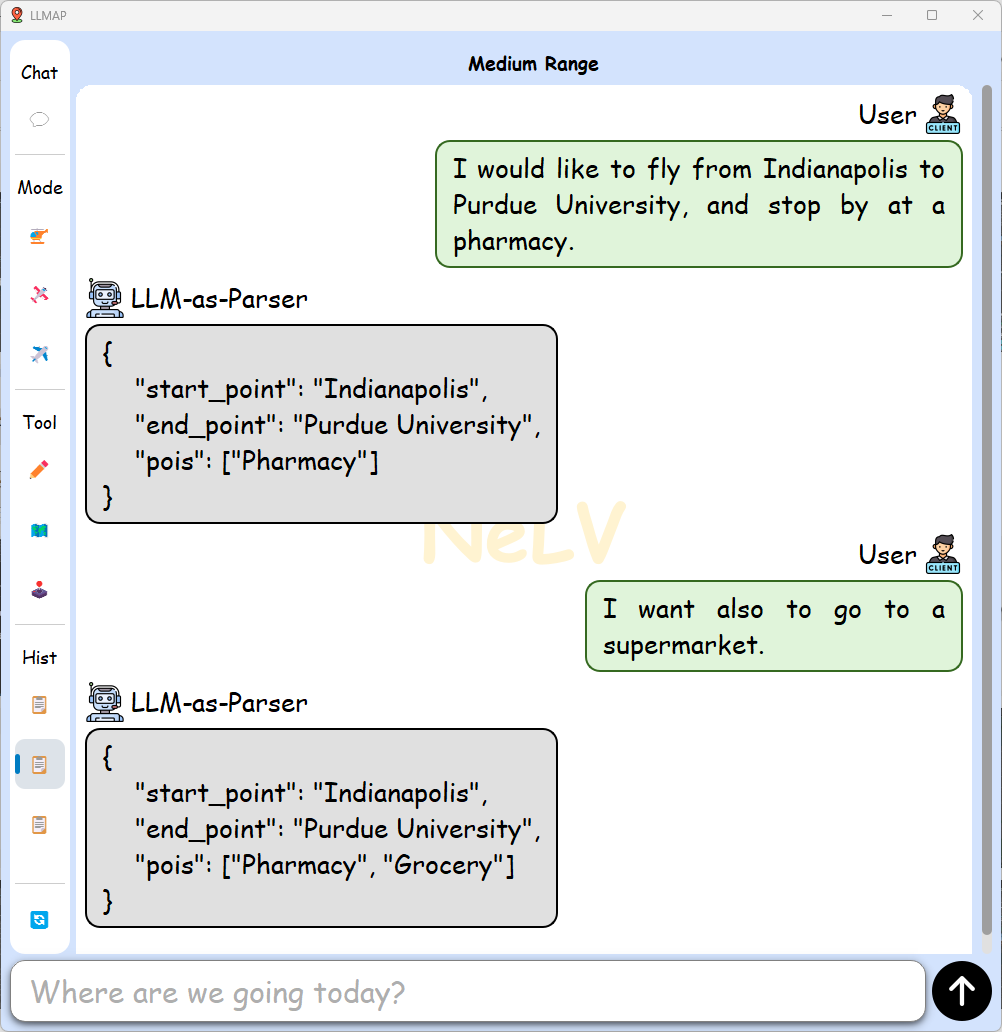 LLMAP
Medium Range
Chat
Mode
Tool
Hist
User
CLIENT
I would like to fly from Indianapolis to
Purdue University, and stop by at a
pharmacy.
LLM-as-Parser
{
"start_point": "Indianapolis",
"end_point": "Purdue University",
"pois": ["Pharmacy"]
}
NeLV
User
CLIENT
I want also to go to a
supermarket.
LLM-as-Parser
{
"start_point": "Indianapolis",
"end_point": "Purdue University",
"pois": ["Pharmacy", "Grocery"]
}
Where are we going today?